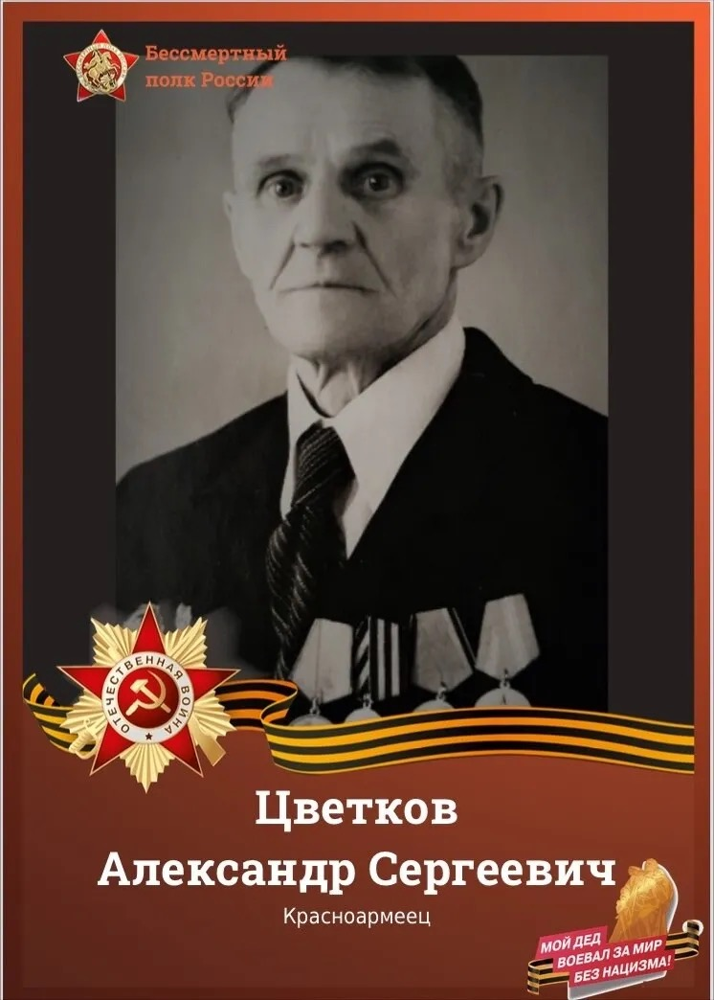 Бессмертный
полк России
ОТЕЧЕСТВЕННАЯ ВОЙНА
Цветков
Александр Сергеевич
Красноармеец
МОЙ ДЕД
ВОЕВАЛ ЗА МИР
БЕЗ НАЦИЗМА!